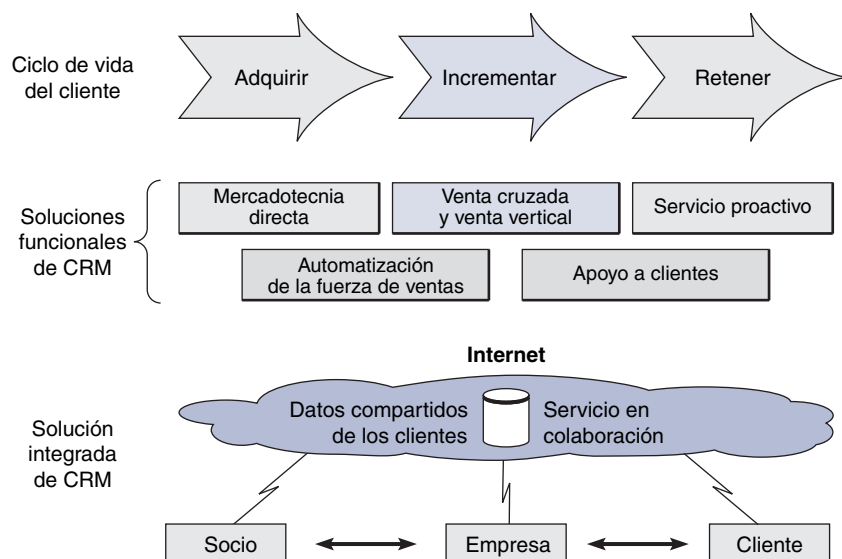 Ciclo de vida
del cliente
Adquirir
Incrementar
Retener
Soluciones
funcionales
de CRM
Mercadotecnia
directa
Venta cruzada
y venta vertical
Servicio proactivo
Automatización
de la fuerza de ventas
Apoyo a clientes
Internet
Solución
integrada
de CRM
Datos compartidos
de los clientes
Servicio en
colaboración
Socio
Empresa
Cliente